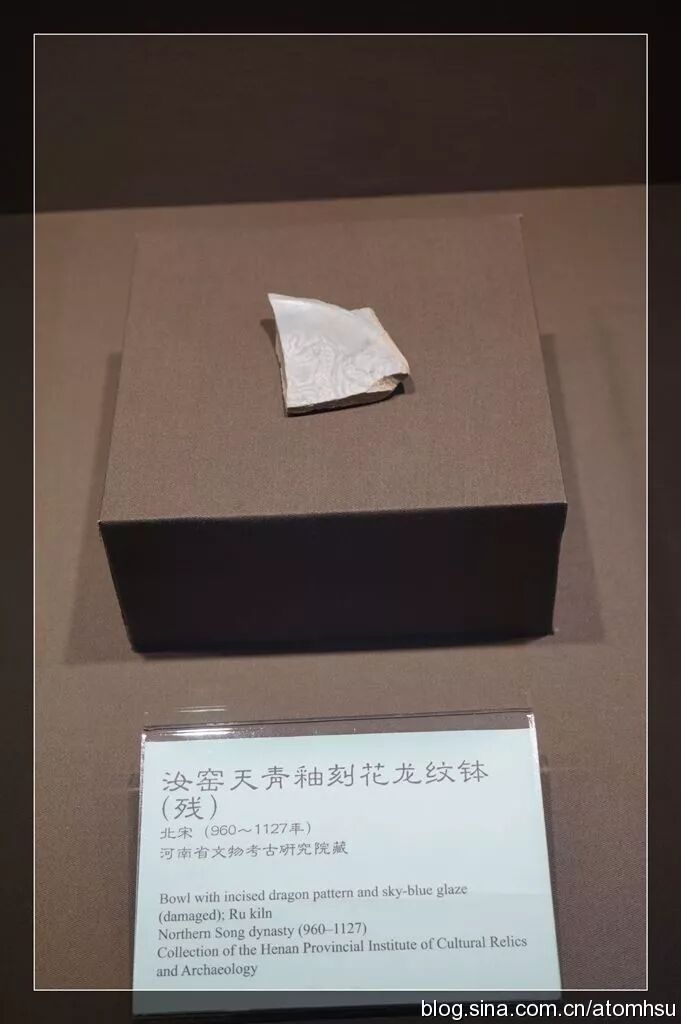 汝窑天青釉刻花龙纹钵
(残)
北宋 (960～1127年)
河南省文物考古研究院藏
Bowl with incised dragon pattern and sky-blue glaze
(damaged); Ru kiln
Northern Song dynasty (960–1127)
Collection of the Henan Provincial Institute of Cultural Relics
and Archaeology
blog.sina.com.cn/atomhsu